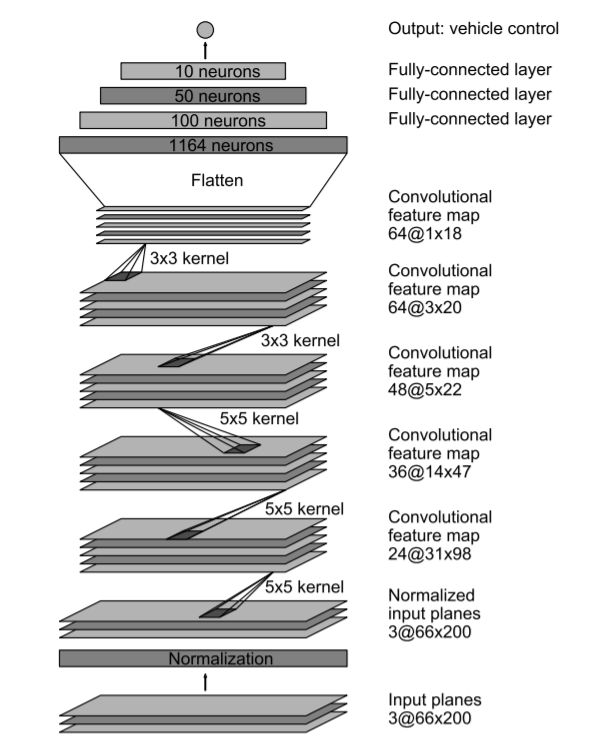 Output: vehicle control
10 neurons
Fully-connected layer
50 neurons
Fully-connected layer
100 neurons
Fully-connected layer
1164 neurons
Flatten
Convolutional
feature map
64@1x18
3x3 kernel
Convolutional
feature map
64@3x20
3x3 kernel
Convolutional
feature map
48@5x22
5x5 kernel
Convolutional
feature map
36@14x47
5x5 kernel
Convolutional
feature map
24@31x98
5x5 kernel
Normalized
input planes
3@66x200
Normalization
Input planes
3@66x200